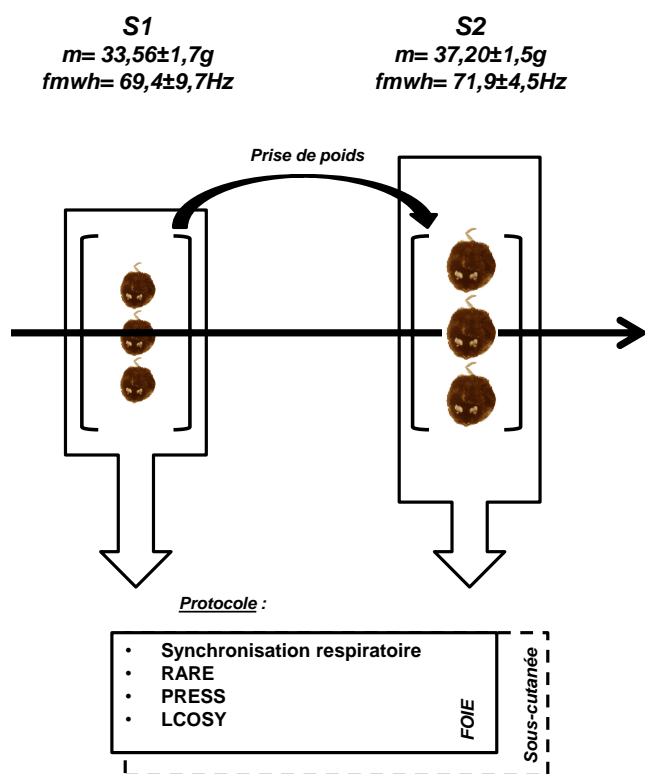 S1
m= 33,56±1,7g
fmwh= 69,4±9,7Hz
S2
m= 37,20±1,5g
fmwh= 71,9±4,5Hz
Prise de poids
Protocole :
• Synchronisation respiratoire
• RARE
• PRESS
• LCOSY
FOIE
Sous-cutanée